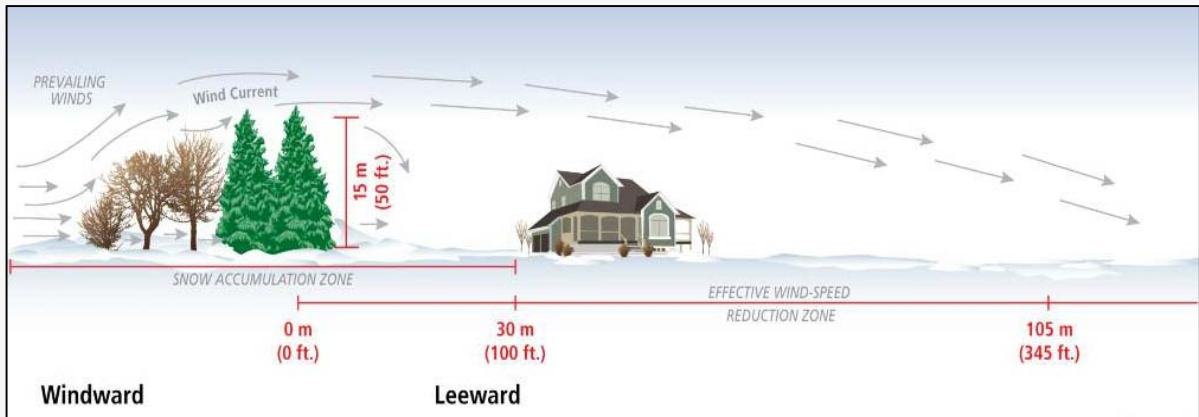 PREVAILING
WINDS
Wind Current
15 m
(50 ft.)
SNOW ACCUMULATION ZONE
EFFECTIVE WIND-SPEED
REDUCTION ZONE
0 m
(0 ft.)
30 m
(100 ft.)
105 m
(345 ft.)
Windward
Leeward